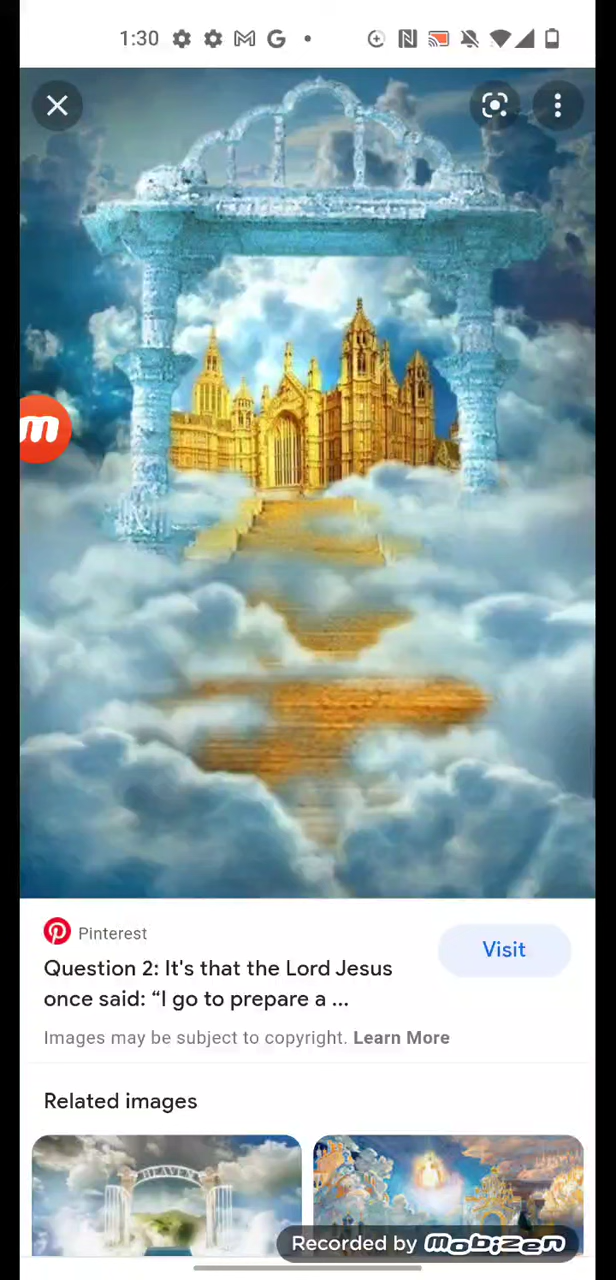 1:30
Pinterest
Visit
Question 2: It's that the Lord Jesus
once said: “I go to prepare a ...
Images may be subject to copyright. Learn More
Related images
HEAVEN
Recorded by mobizen